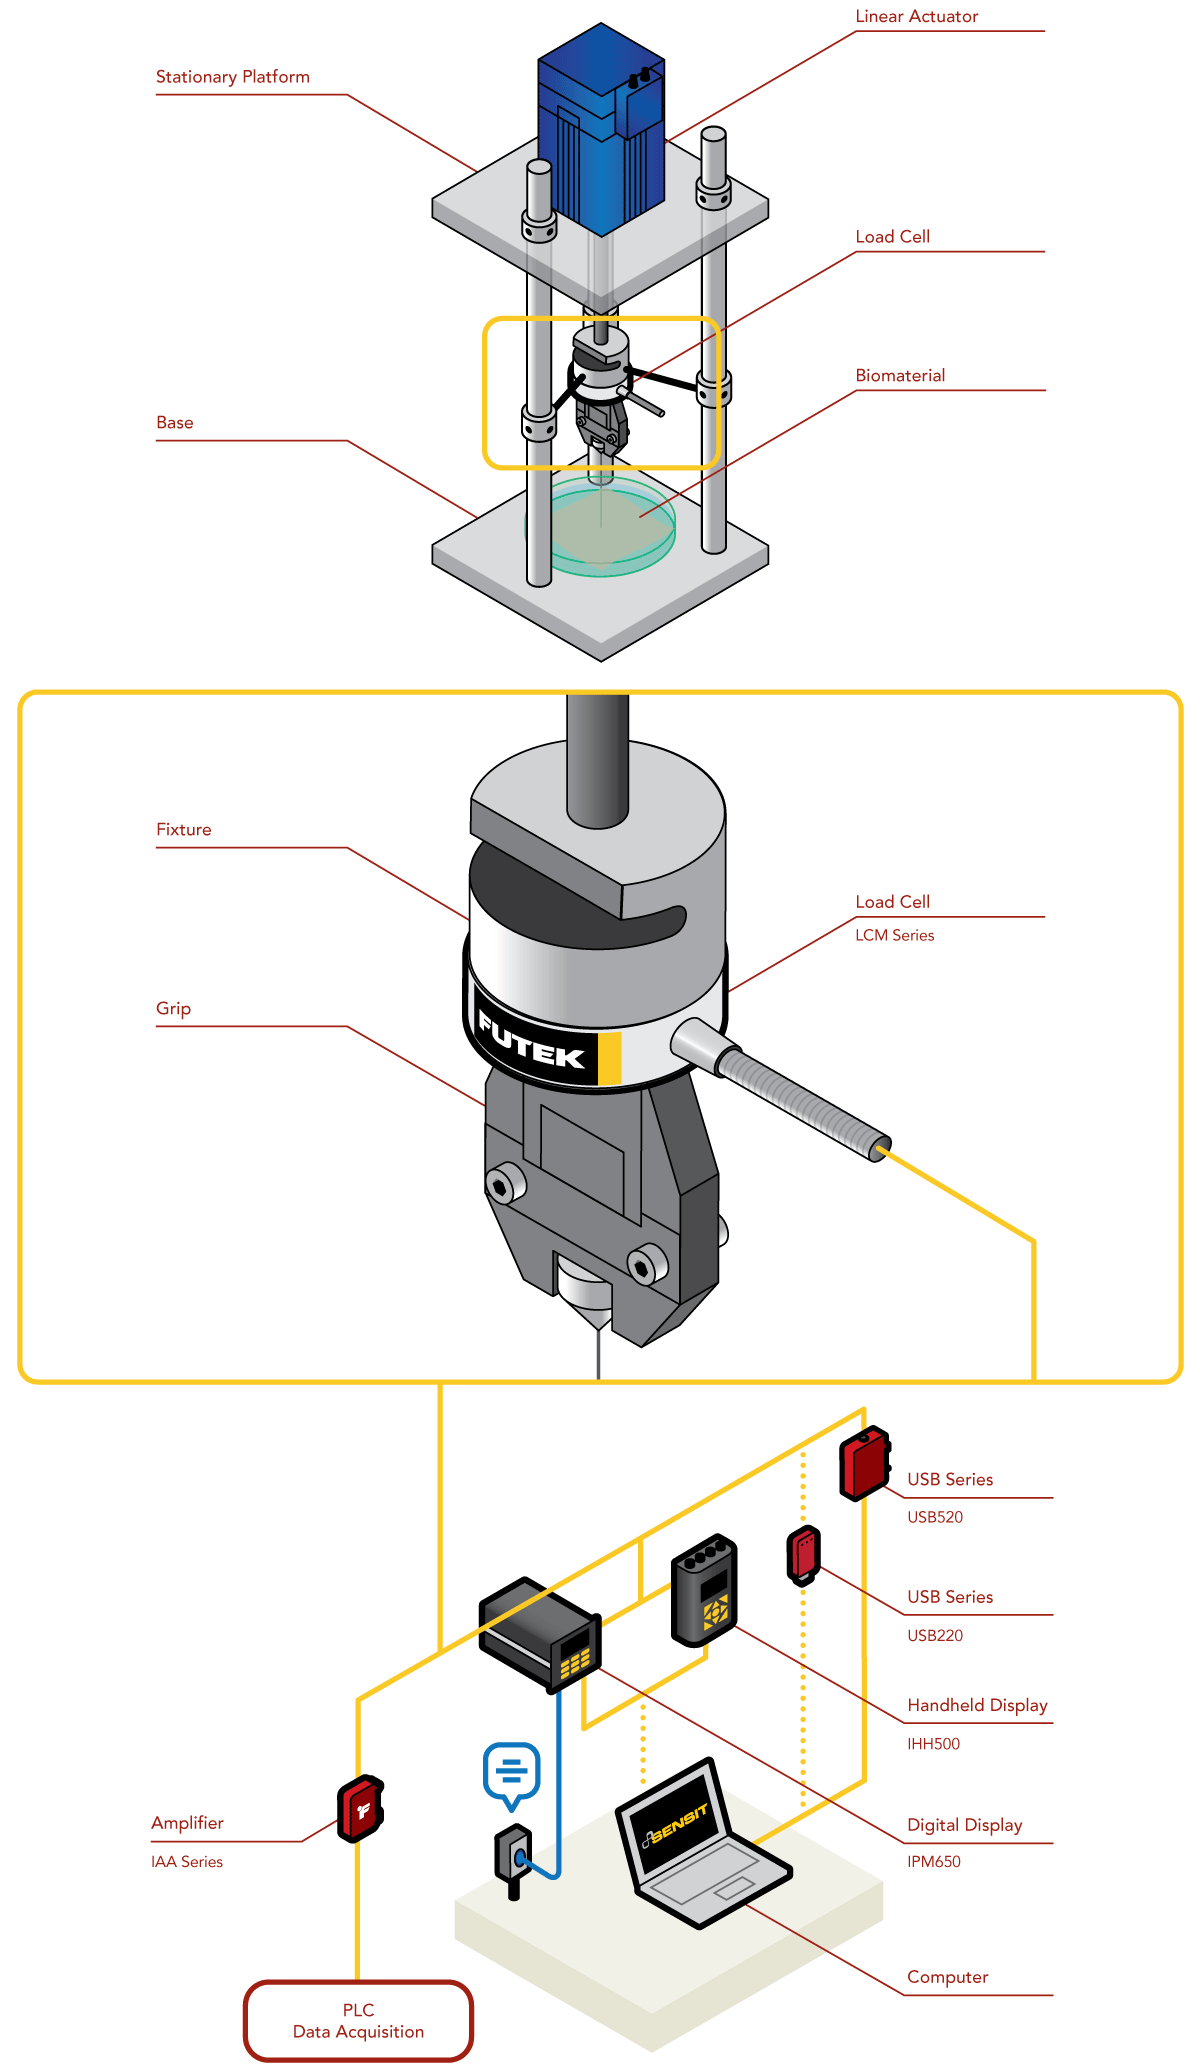 Linear Actuator
Stationary Platform
Load Cell
Biomaterial
Base
Fixture
Load Cell
LCM Series
Grip
FUTEK
USB Series
USB520
USB Series
USB220
Handheld Display
IHH500
SENSIT
Amplifier
IAA Series
Digital Display
IPM650
Computer
PLC
Data Acquisition